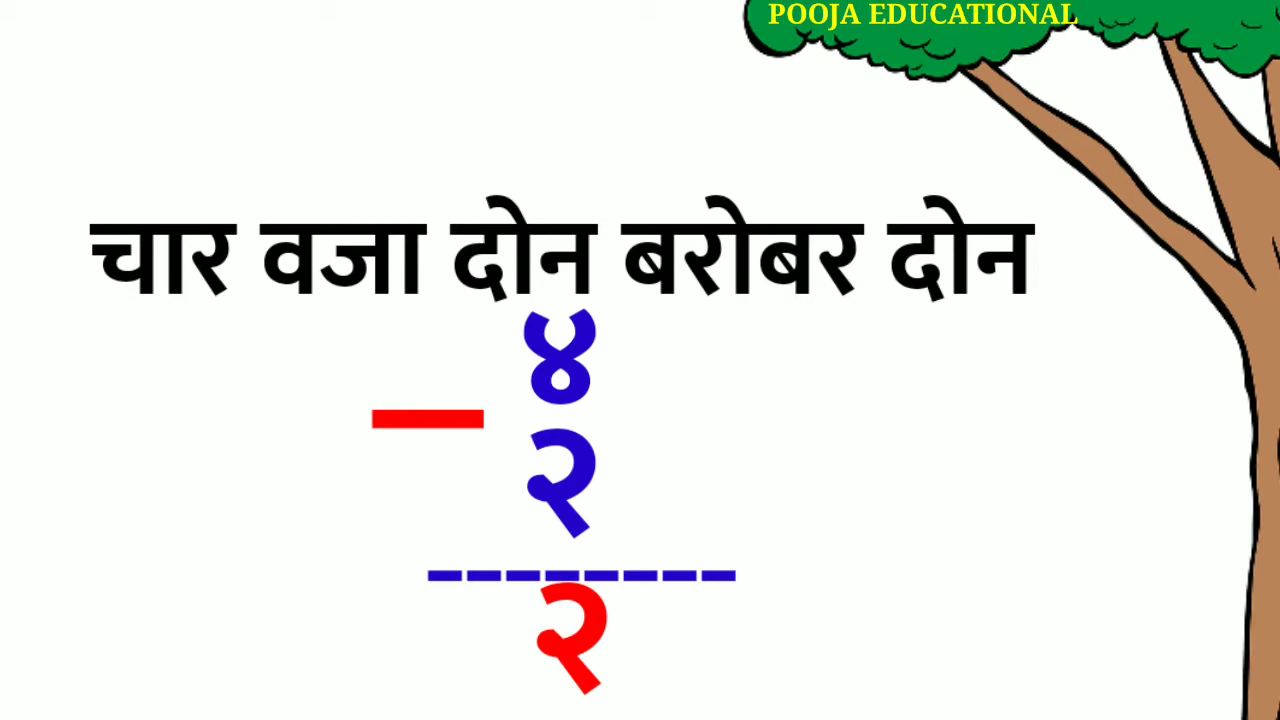 POOJA EDUCATIONAL
चार वजा दोन बरोबर दोन
४
–
२
--------
२